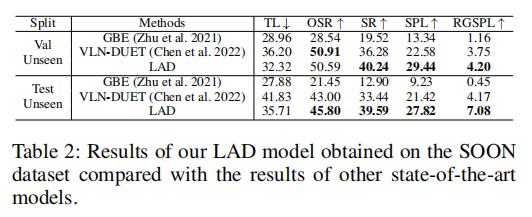 Split Methods TL↓ OSR↑ SR↑ SPL↑ RGSPL↑
Val Unseen GBE (Zhu et al. 2021) 28.96 28.54 19.52 13.34 1.16
VLN-DUET (Chen et al. 2022) 36.20 50.91 36.28 22.58 3.75
LAD 32.32 50.59 40.24 29.44 4.20
Test Unseen GBE (Zhu et al. 2021) 27.88 21.45 12.90 9.23 0.45
VLN-DUET (Chen et al. 2022) 41.83 43.00 33.44 21.42 4.17
LAD 35.71 45.80 39.59 27.82 7.08
Table 2: Results of our LAD model obtained on the SOON
dataset compared with the results of other state-of-the-art
models.